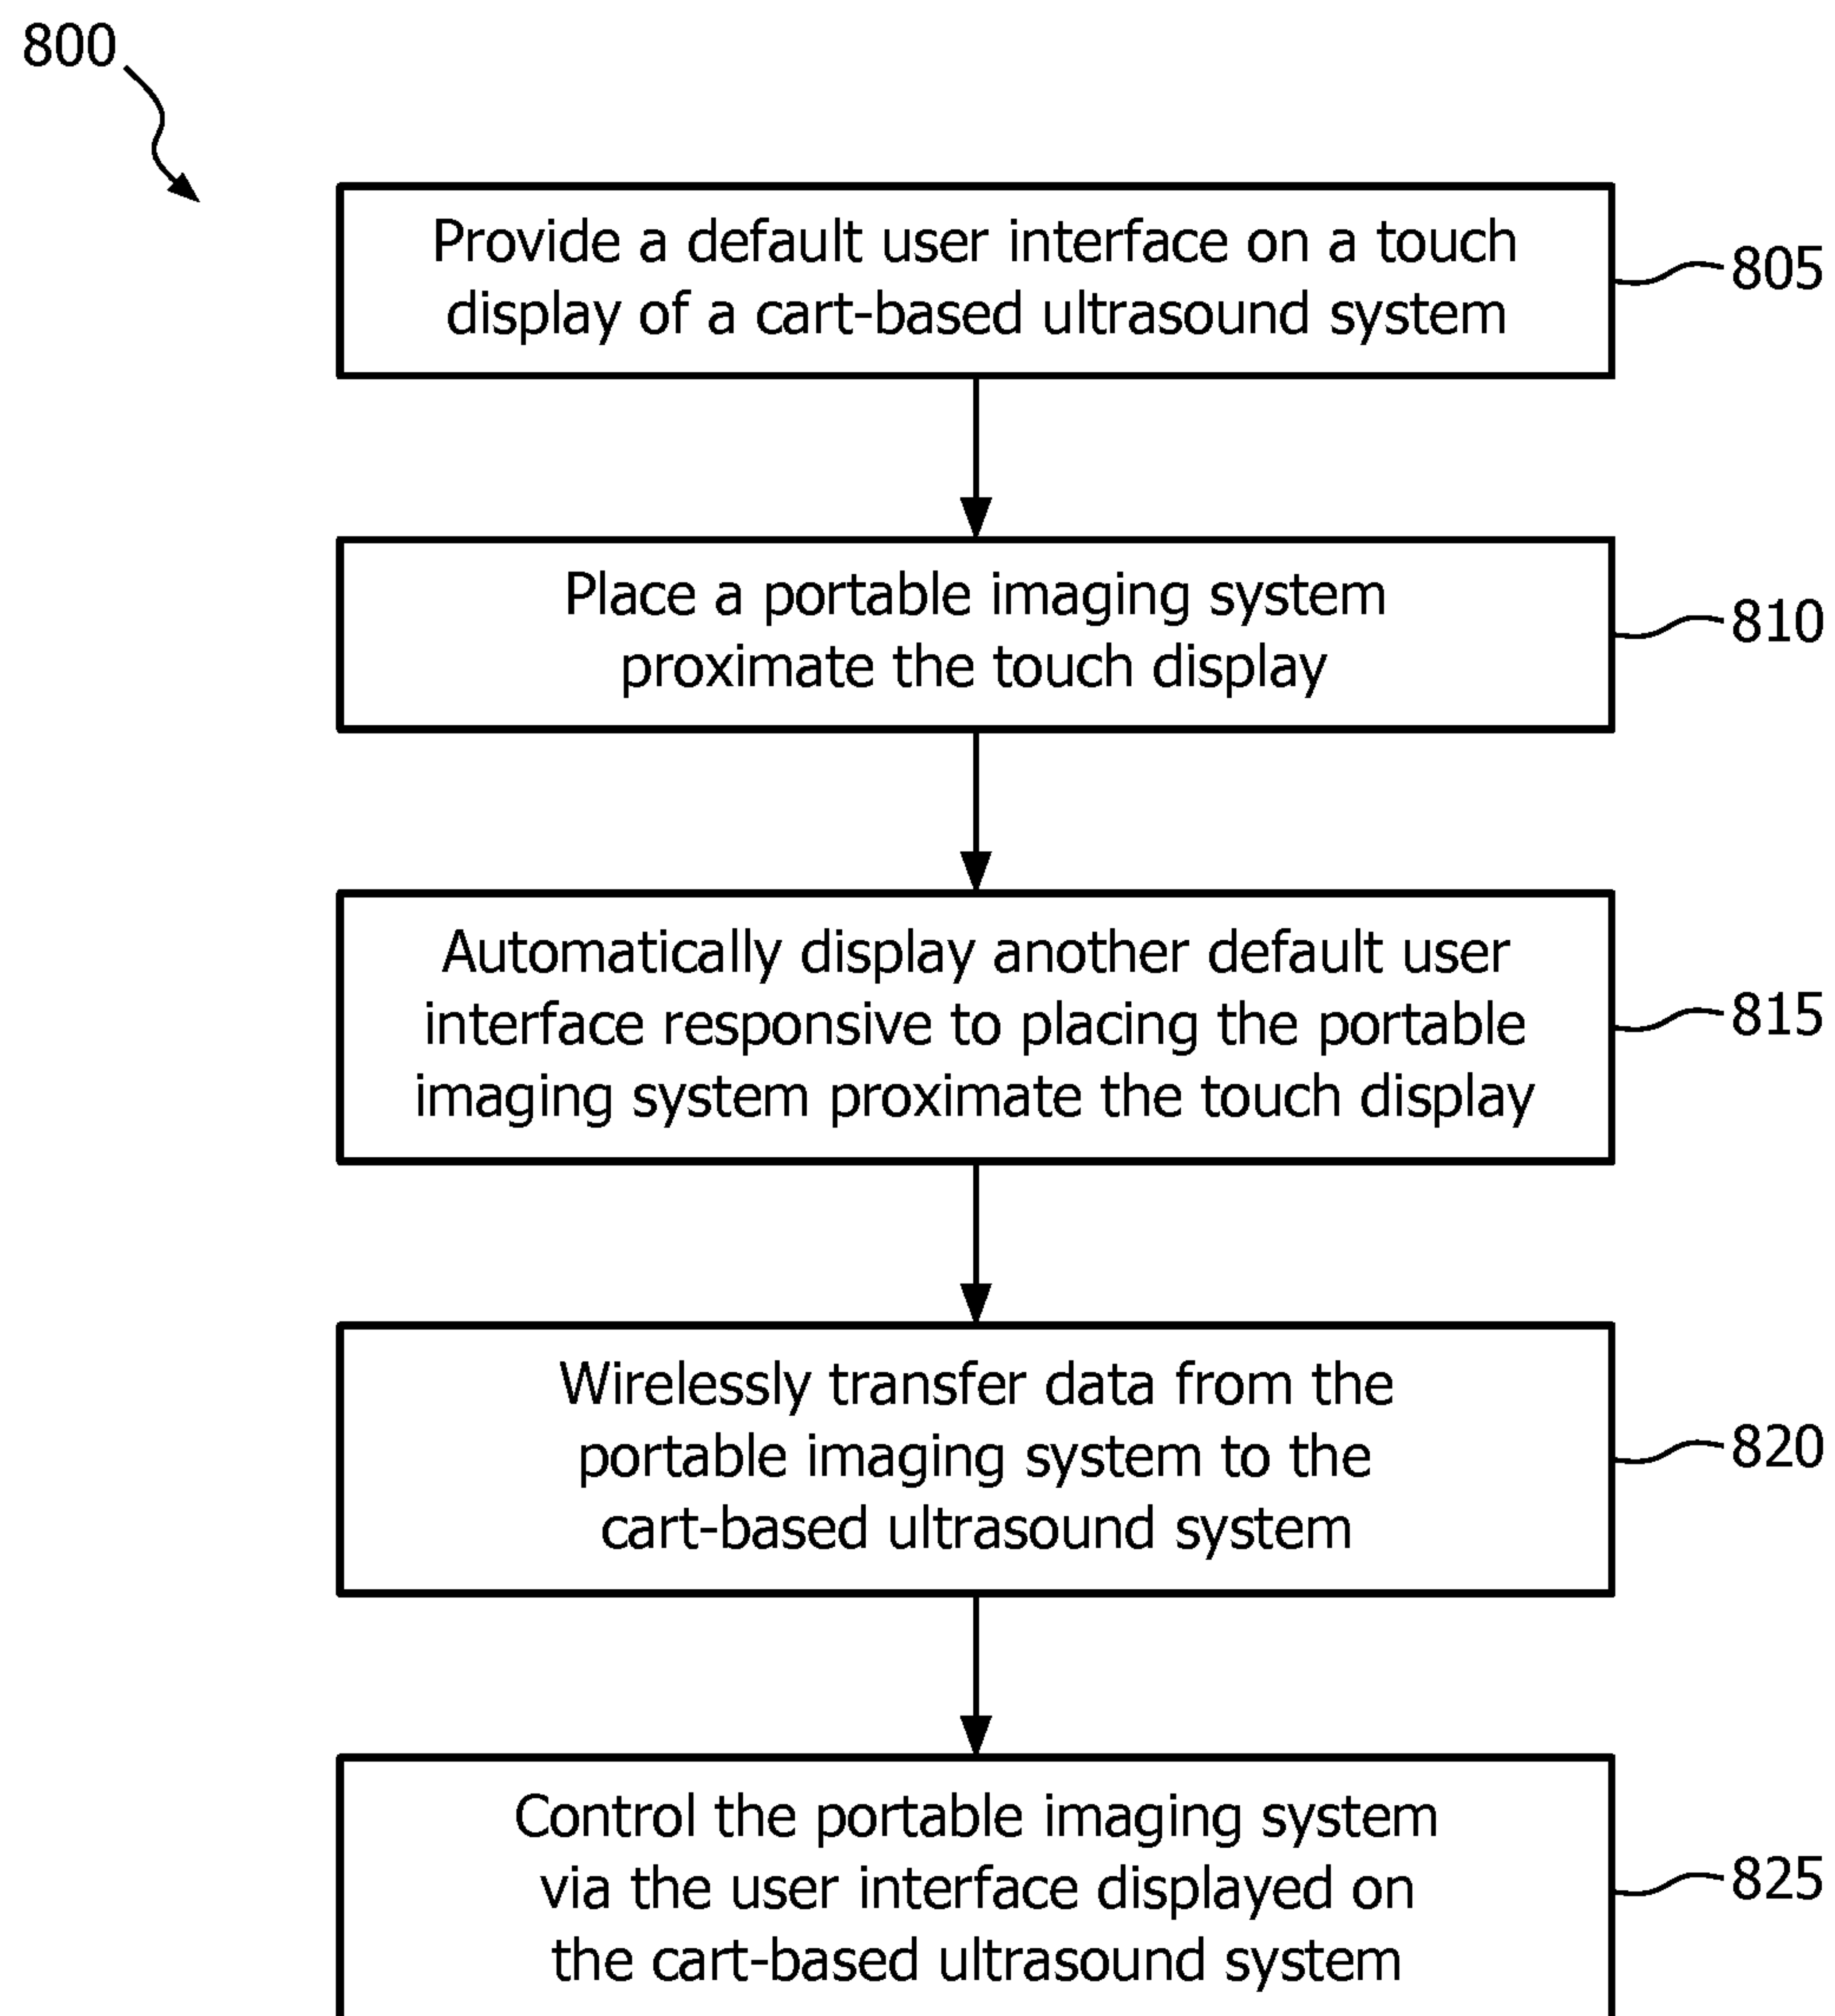 800
Provide a default user interface on a touch
display of a cart-based ultrasound system
805
Place a portable imaging system
proximate the touch display
810
Automatically display another default user
interface responsive to placing the portable
imaging system proximate the touch display
815
Wirelessly transfer data from the
portable imaging system to the
cart-based ultrasound system
820
Control the portable imaging system
via the user interface displayed on
the cart-based ultrasound system
825